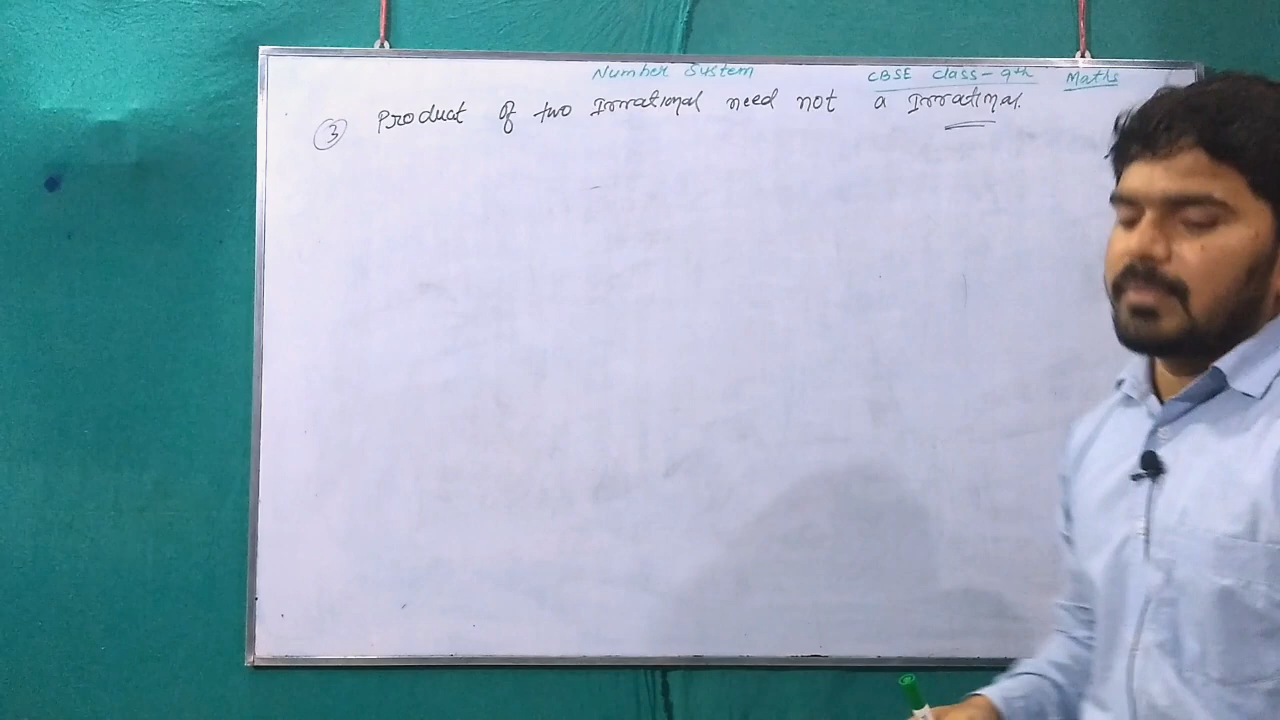 Number System CBSE Class-9th Maths
③ Product of two Irrational need not a Irrational.